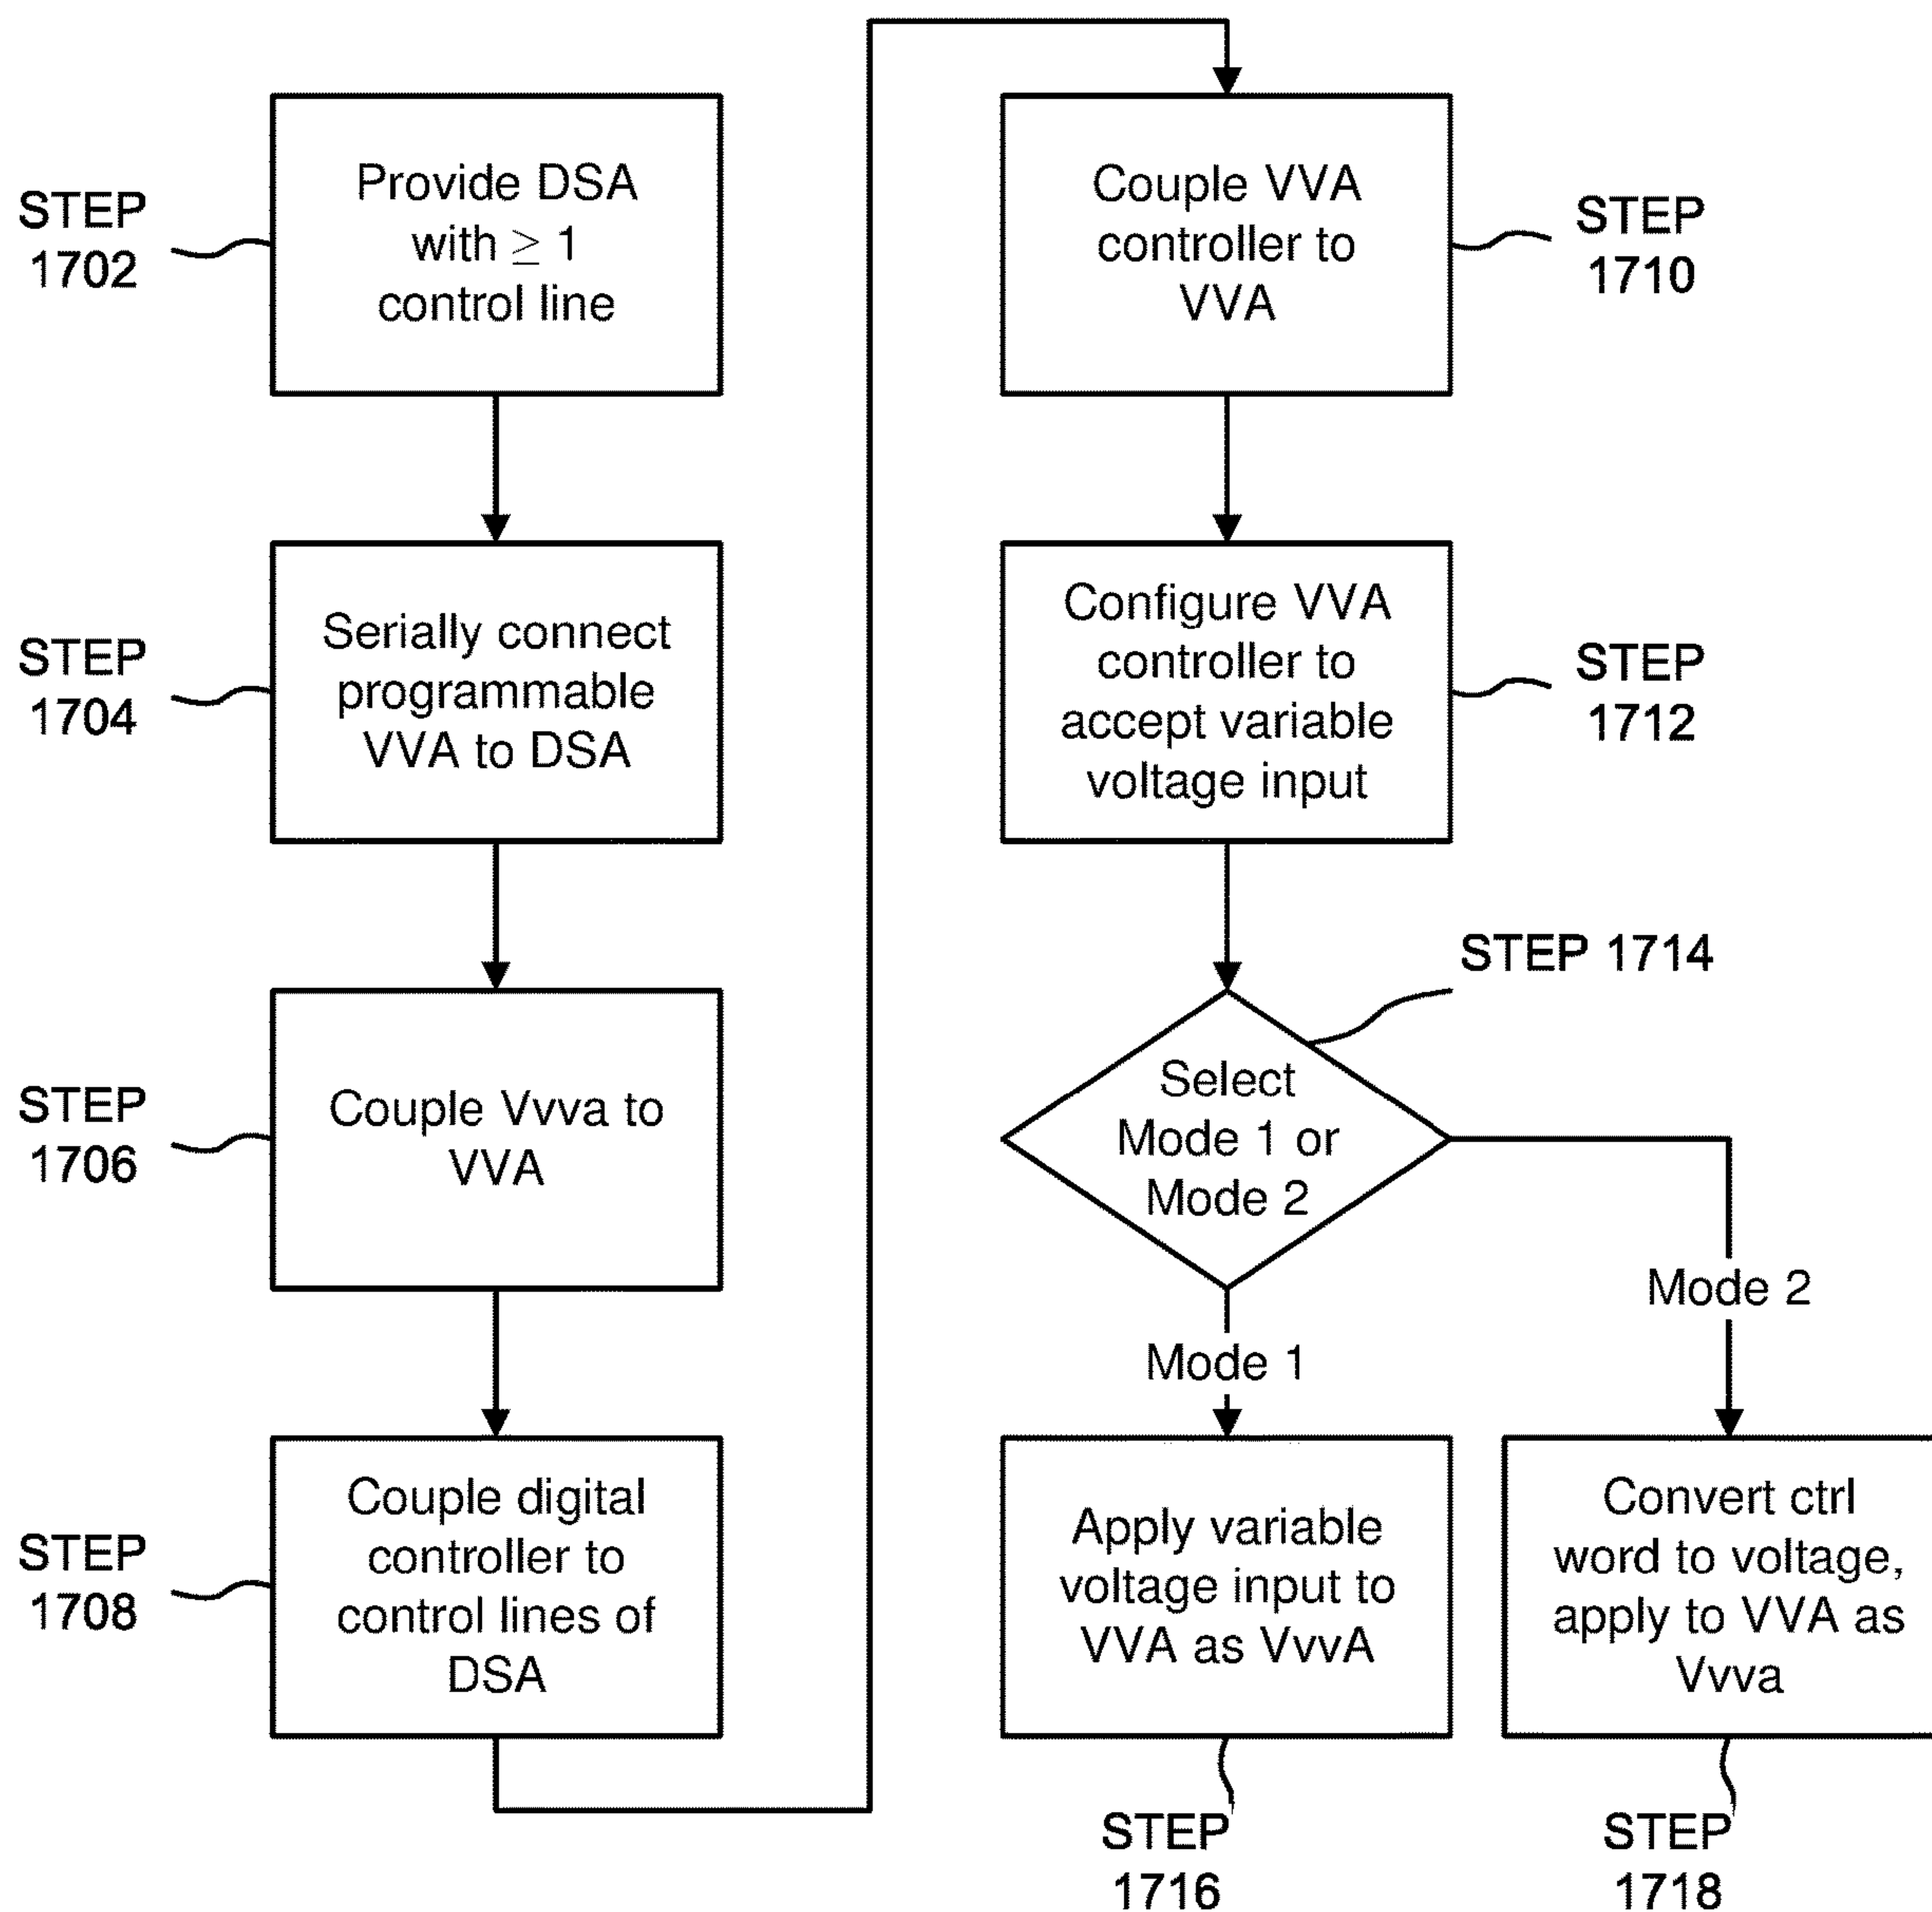 STEP
1702
Provide DSA
with ≥ 1
control line
STEP
1704
Serially connect
programmable
VVA to DSA
STEP
1706
Couple Vvva to
VVA
STEP
1708
Couple digital
controller to
control lines of
DSA
Couple VVA
controller to
VVA
STEP
1710
Configure VVA
controller to
accept variable
voltage input
STEP
1712
STEP 1714
Select
Mode 1 or
Mode 2
Mode 1
Mode 2
Apply variable
voltage input to
VVA as VvvA
STEP
1716
Convert ctrl
word to voltage,
apply to VVA as
Vvva
STEP
1718